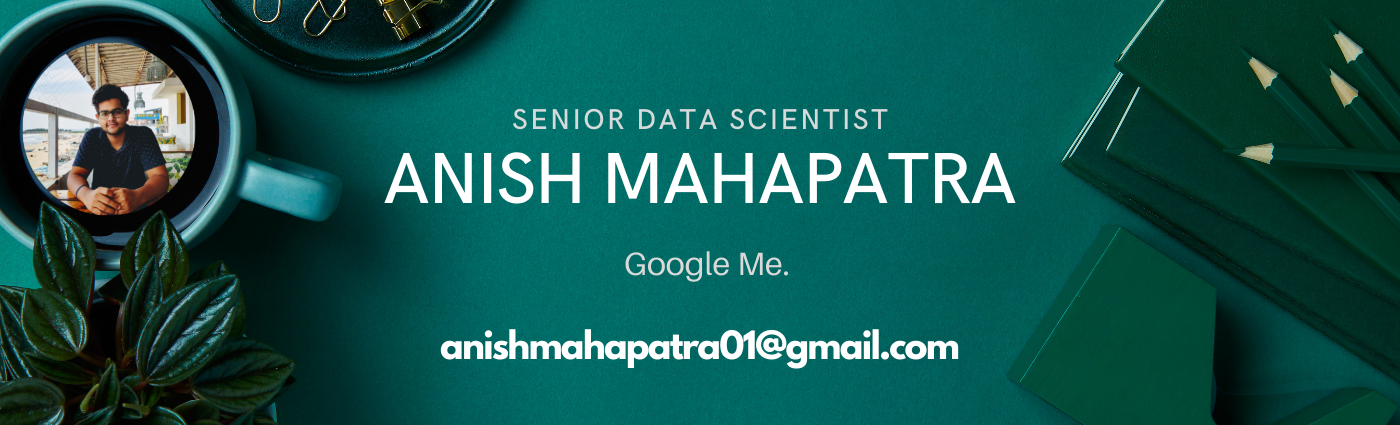 SENIOR DATA SCIENTIST
ANISH MAHAPATRA
Google Me.
anishmahapatra01@gmail.com